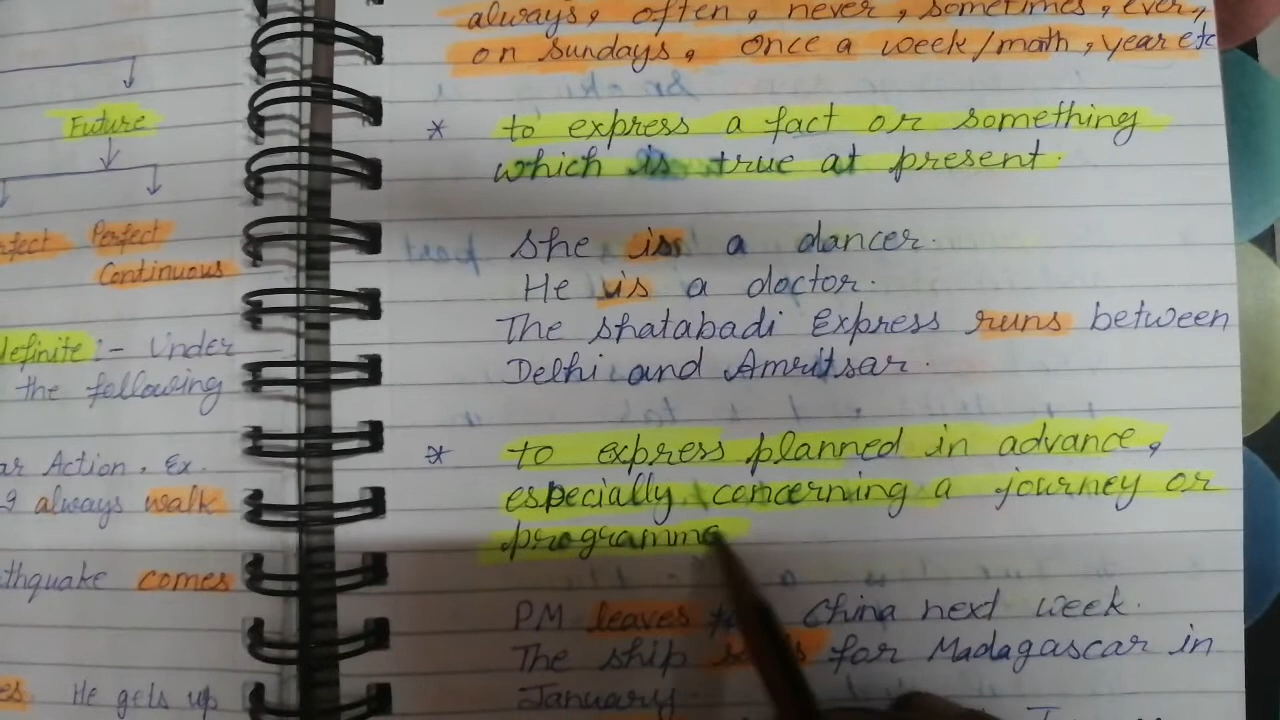 Future
Perfect
Continuous
definite :- Under
the following
Action . Ex.
always walk
comes
He gets up
always, often, never, sometimes, ever,
on sundays, once a week/moth, year etc
* to express a fact or something
which is true at present.
She is a dancer.
He is a doctor.
The shatabadi Express runs between
Delhi and Amritsar.
* to express planned in advance,
especially concerning a journey or
programme
PM leaves China next week.
The ship for Madagascar in
January